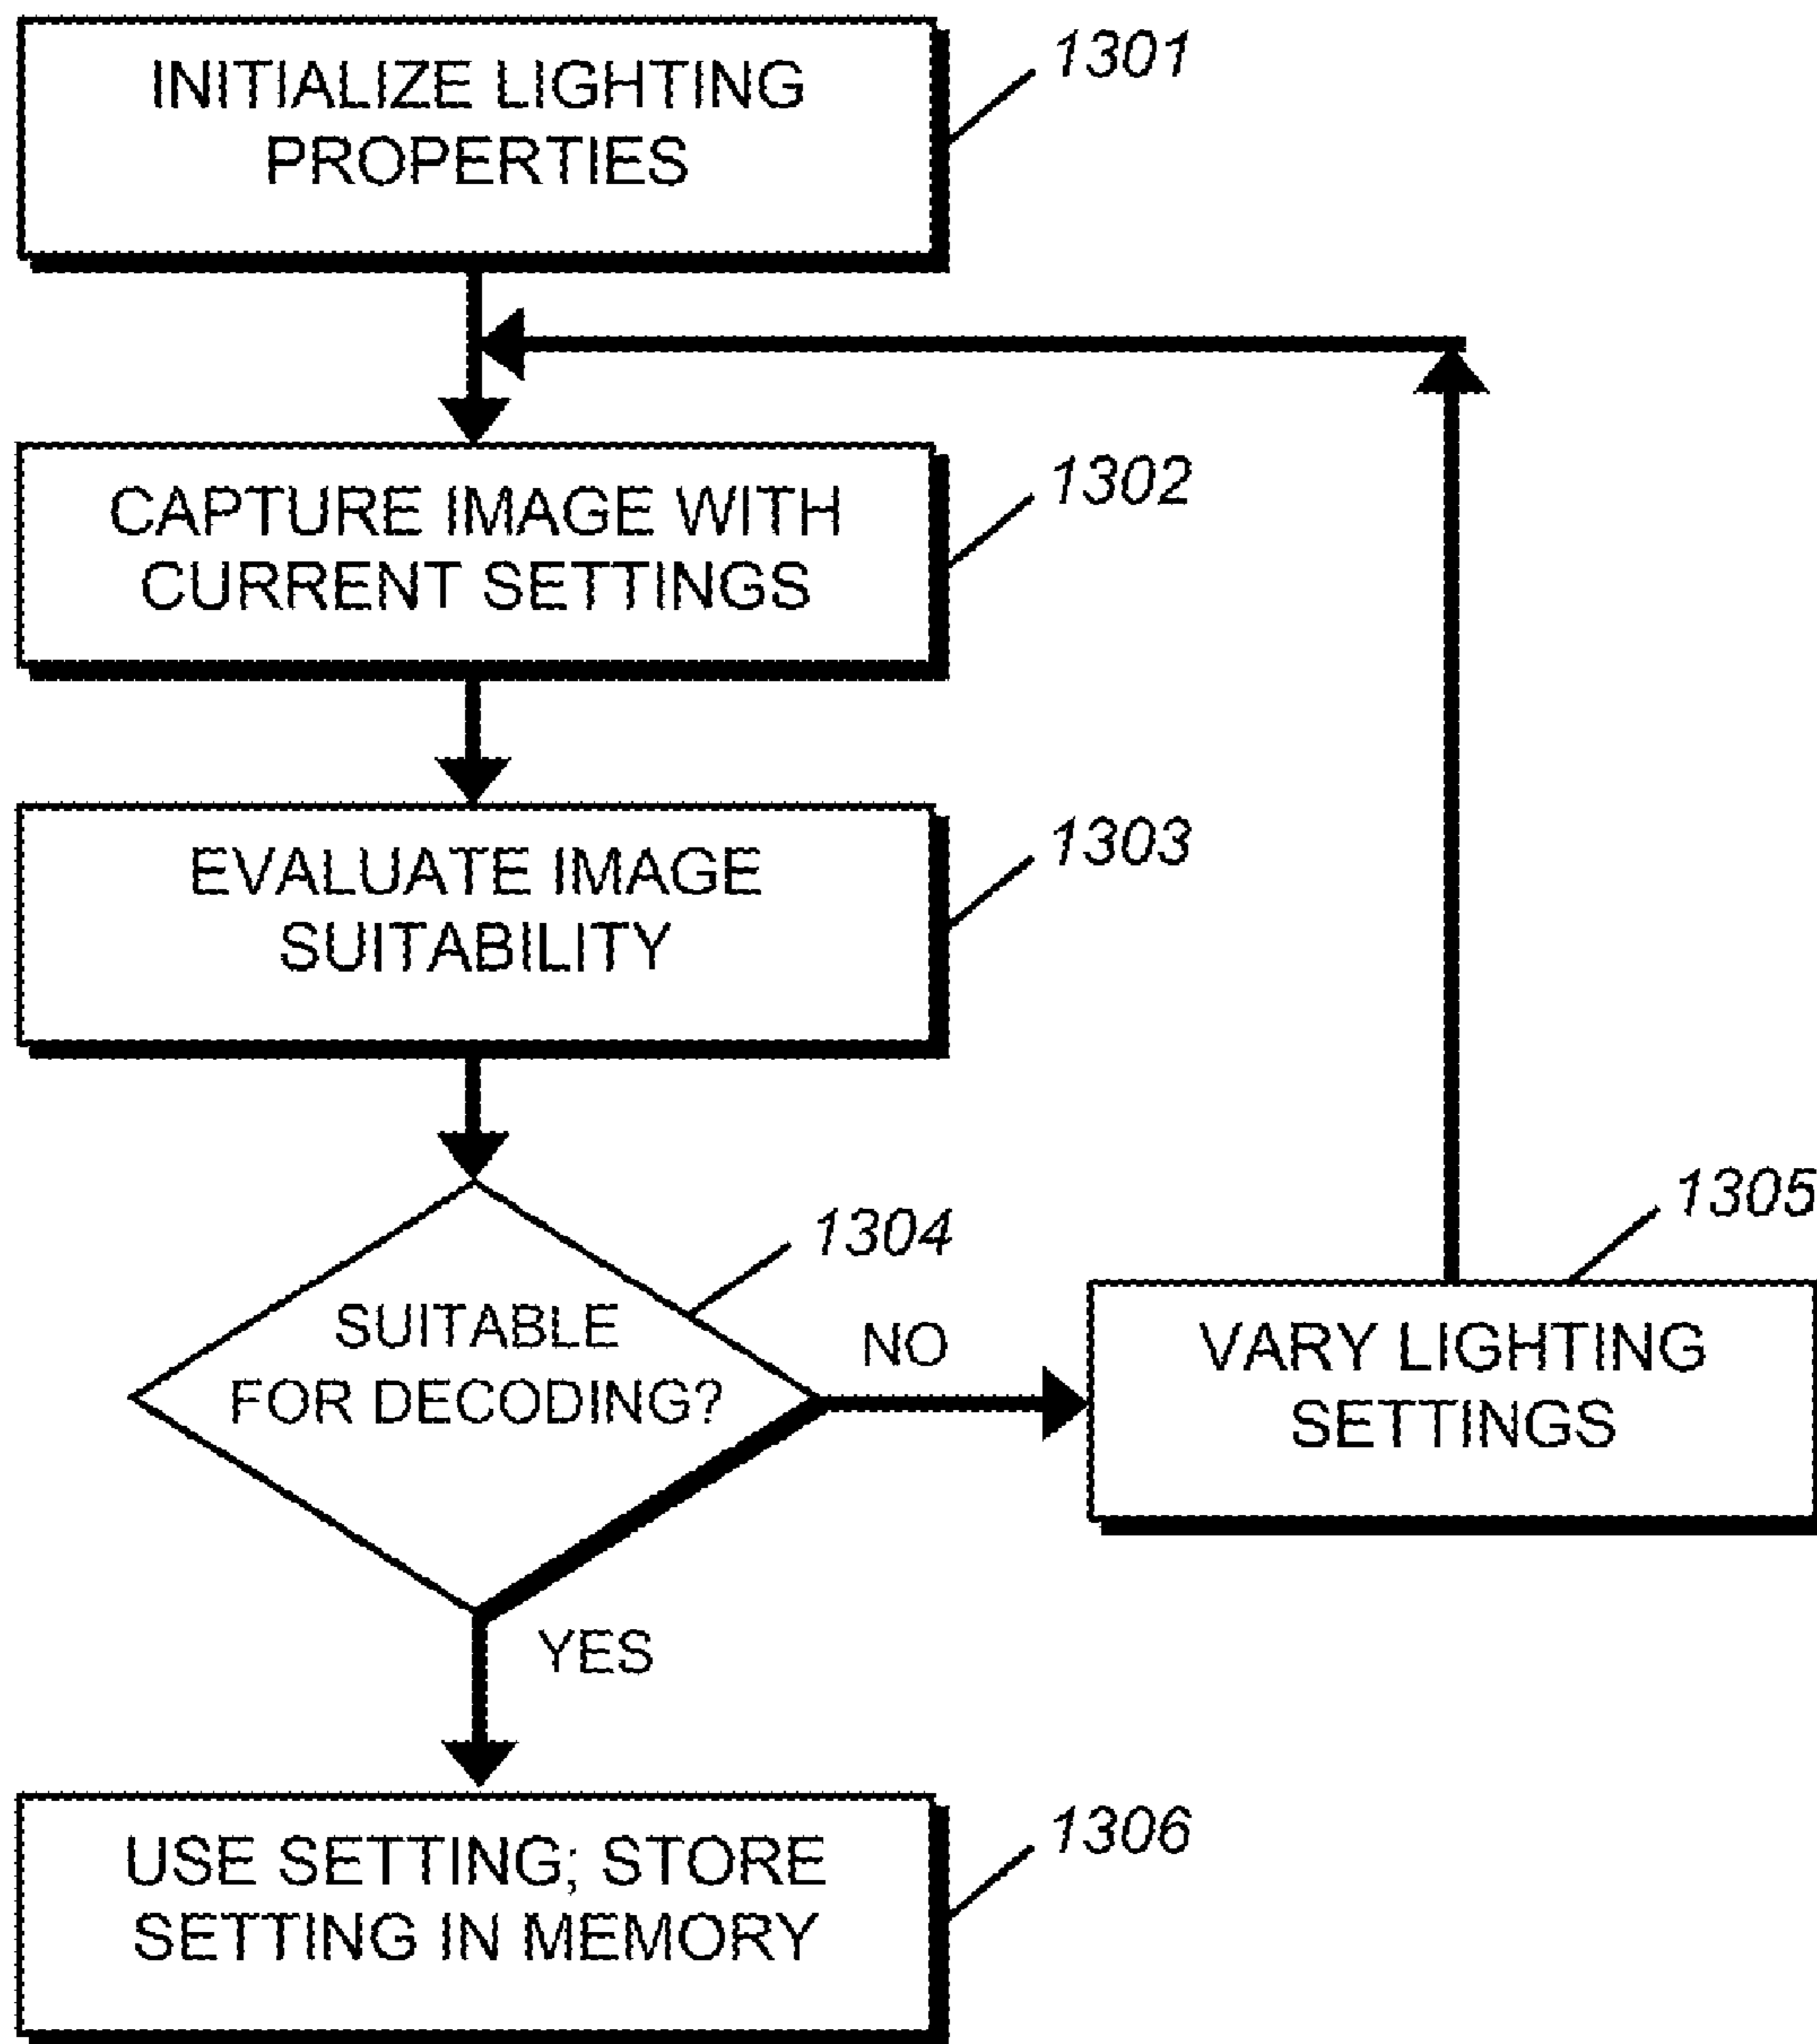 INITIALIZE LIGHTING
PROPERTIES
1301
CAPTURE IMAGE WITH
CURRENT SETTINGS
1302
EVALUATE IMAGE
SUITABILITY
1303
SUITABLE
FOR DECODING?
1304
NO
VARY LIGHTING
SETTINGS
1305
YES
USE SETTING; STORE
SETTING IN MEMORY
1306